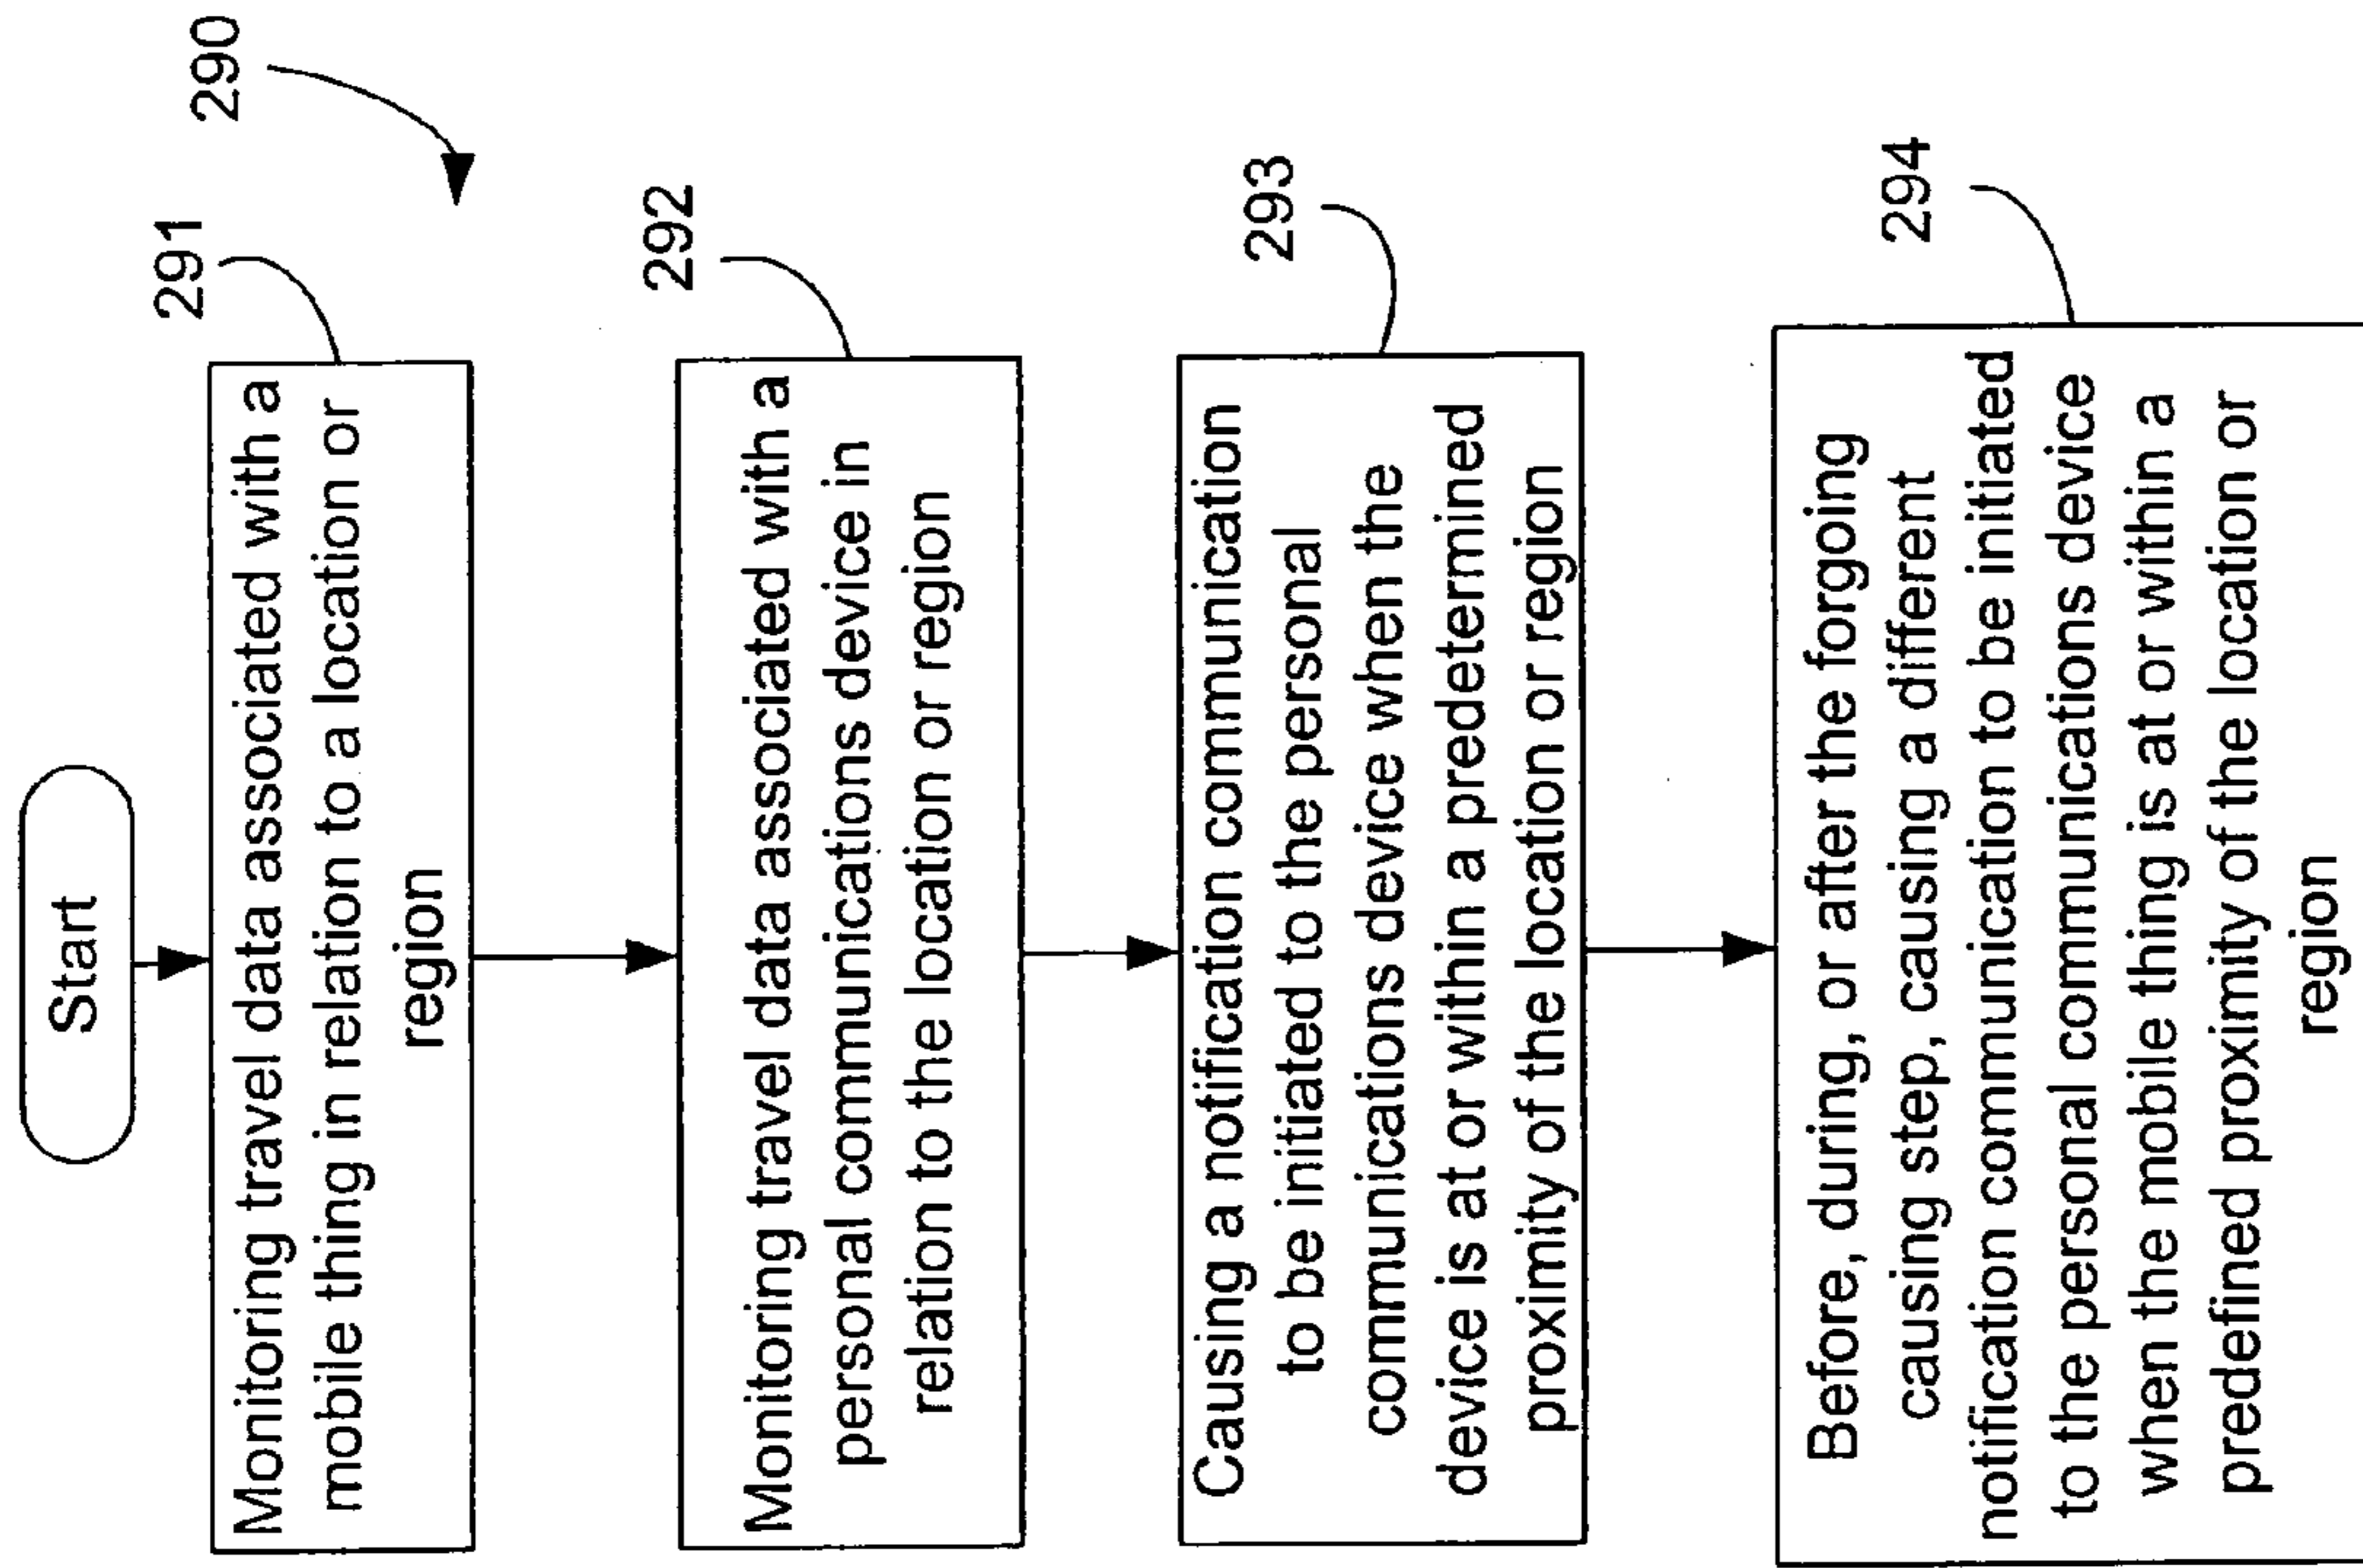 Start
290
291
Monitoring travel data associated with a
mobile thing in relation to a location or
region
292
Monitoring travel data associated with a
personal communications device in
relation to the location or region
293
Causing a notification communication
to be initiated to the personal
communications device when the
device is at or within a predetermined
proximity of the location or region
294
Before, during, or after the forgoing
causing step, causing a different
notification communication to be initiated
to the personal communications device
when the mobile thing is at or within a
predefined proximity of the location or
region